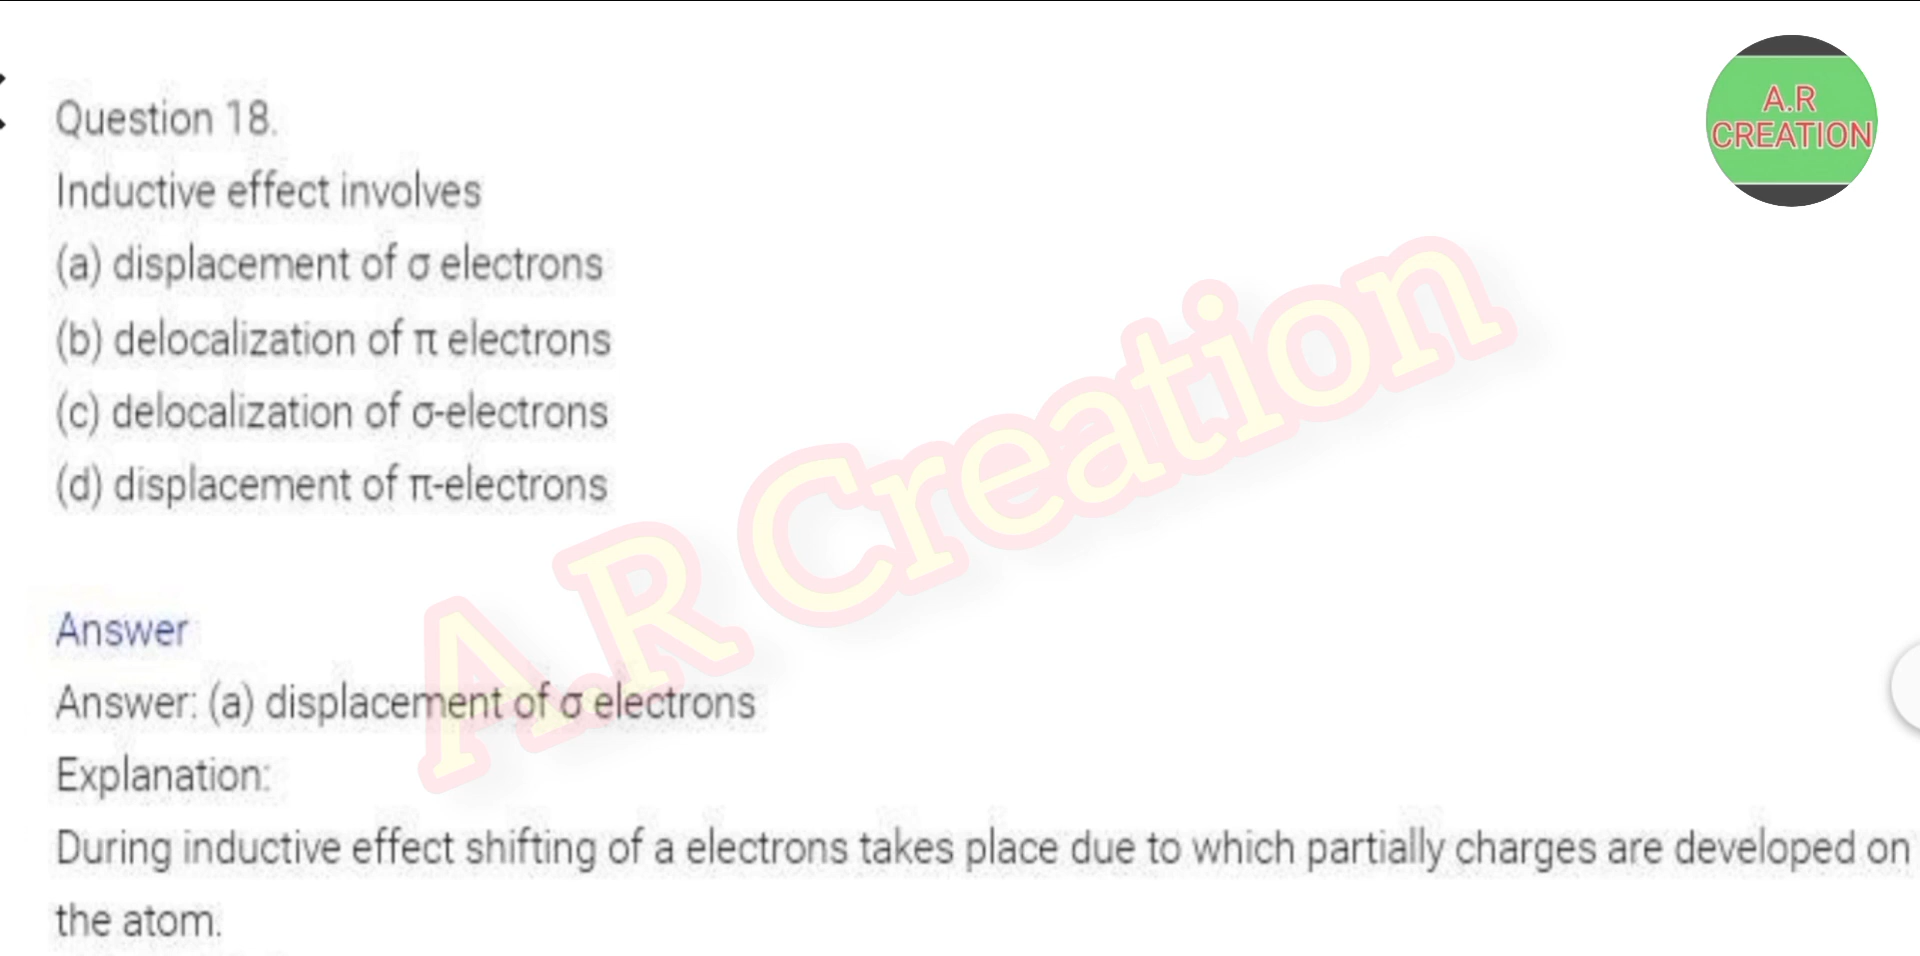 A.R
CREATION
Question 18.
Inductive effect involves
(a) displacement of σ electrons
(b) delocalization of π electrons
(c) delocalization of σ-electrons
(d) displacement of π-electrons
A.R Creation
Answer
Answer: (a) displacement of σ electrons
Explanation:
During inductive effect shifting of a electrons takes place due to which partially charges are developed on
the atom.